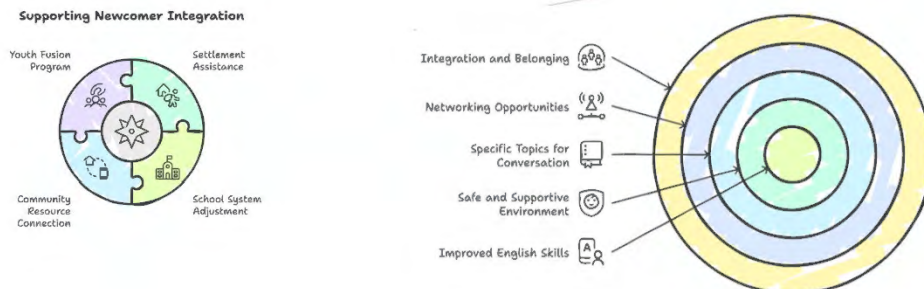 Supporting Newcomer Integration
Youth Fusion
Program
Settlement
Assistance
Community
Resource
Connection
School System
Adjustment
Integration and Belonging
Networking Opportunities
Specific Topics for
Conversation
Safe and Supportive
Environment
Improved English Skills
A